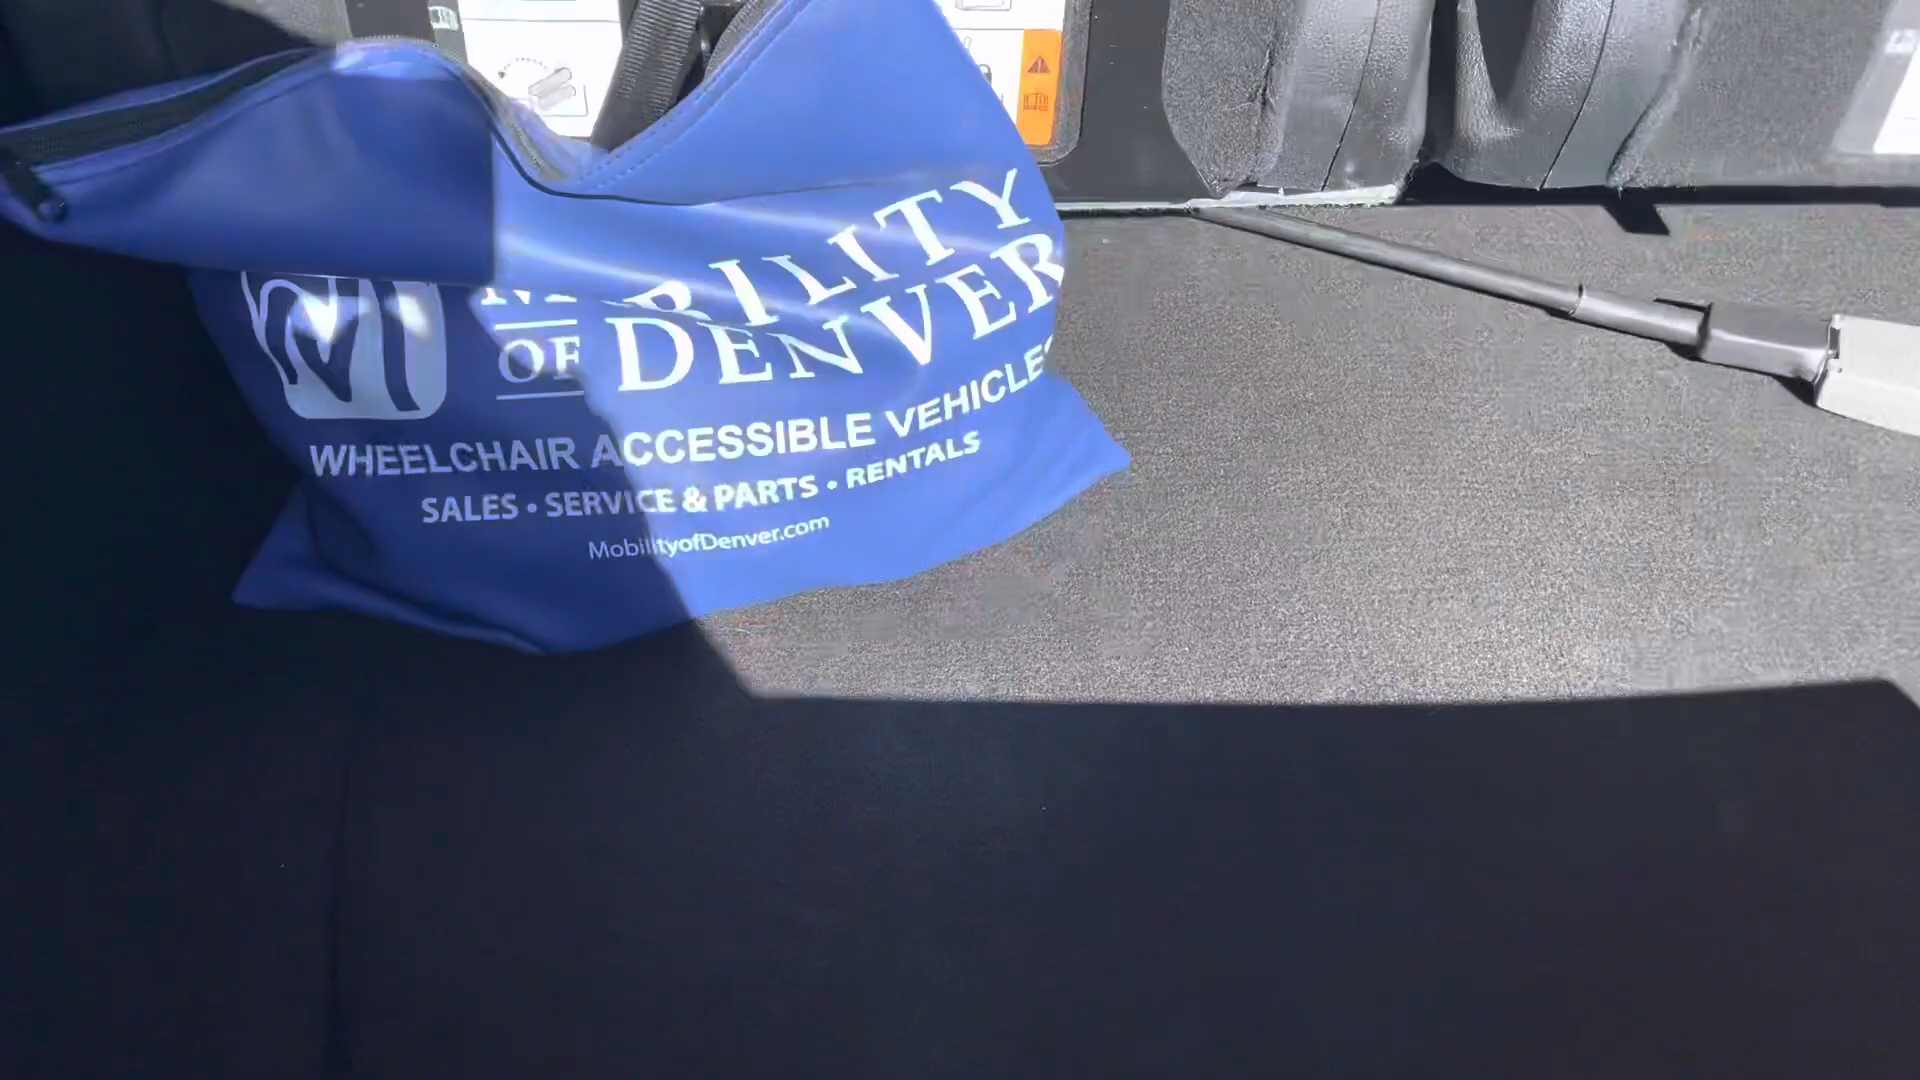 MOBILITY
OF DENVER
WHEELCHAIR ACCESSIBLE VEHICLES
SALES • SERVICE & PARTS • RENTALS
MobilityofDenver.com